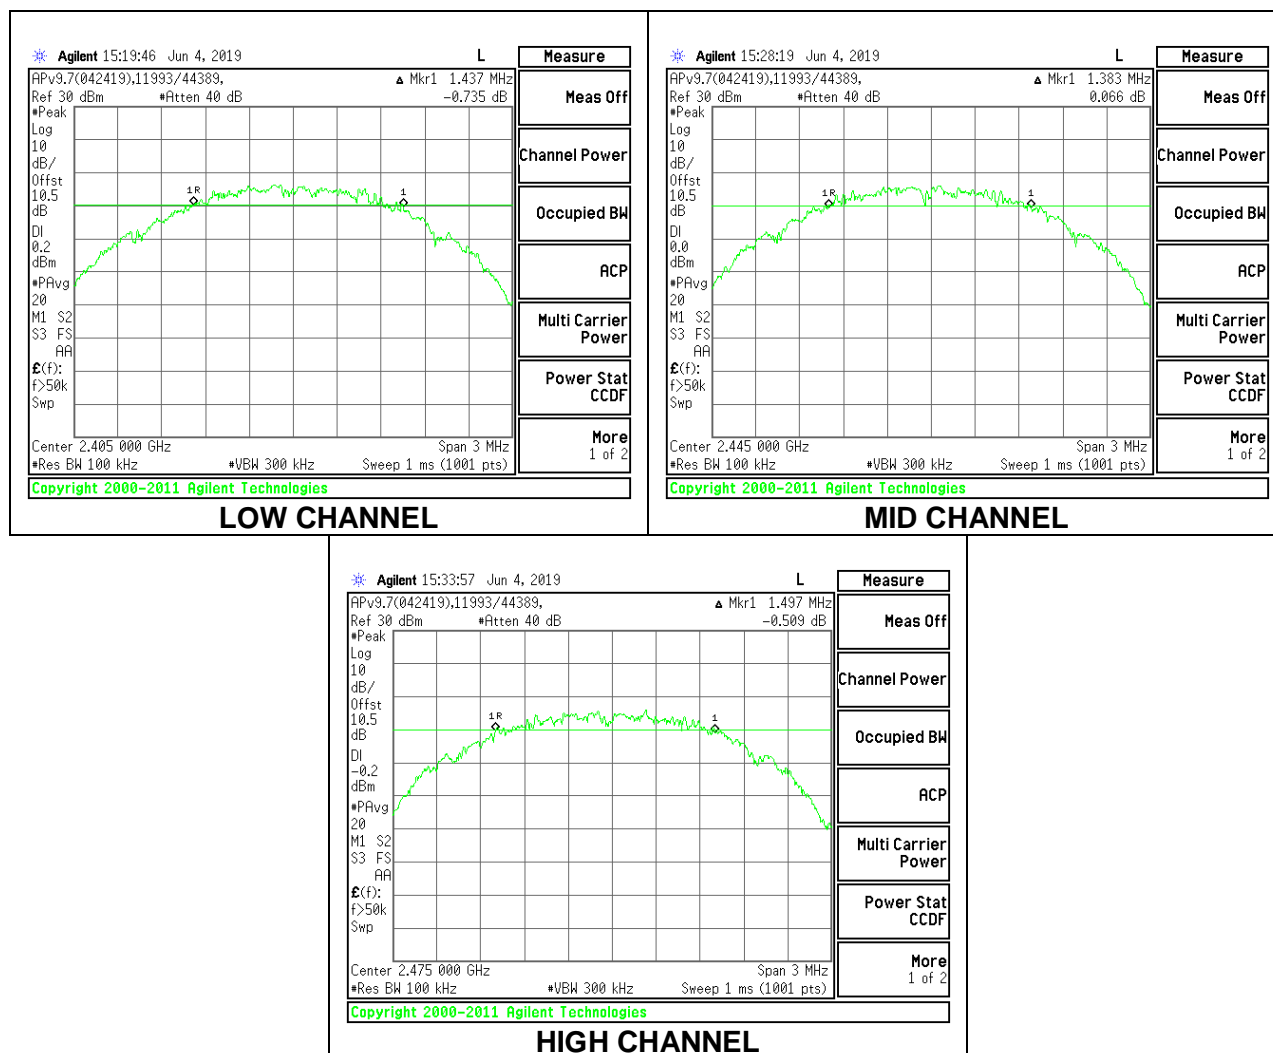 Agilent 15:19:46 Jun 4, 2019 L
Measure
APv9.7(042419),11993/44389,
Δ Mkr1 1.437 MHz
Ref 30 dBm #Atten 40 dB -0.735 dB
#Peak
Log
10
dB/
Offst
10.5
dB
DI
0.2
dBm
#PAvg
20
M1 S2
S3 FS
AA
£(f):
f>50k
Swp
1R
1
Center 2.405 000 GHz Span 3 MHz
#Res BW 100 kHz #VBW 300 kHz Sweep 1 ms (1001 pts)
Meas Off
Channel Power
Occupied BW
ACP
Multi Carrier
Power
Power Stat
CCDF
More
1 of 2
Copyright 2000-2011 Agilent Technologies
LOW CHANNEL
Agilent 15:28:19 Jun 4, 2019 L
Measure
APv9.7(042419),11993/44389,
Δ Mkr1 1.383 MHz
Ref 30 dBm #Atten 40 dB 0.066 dB
#Peak
Log
10
dB/
Offst
10.5
dB
DI
0.0
dBm
#PAvg
20
M1 S2
S3 FS
AA
£(f):
f>50k
Swp
1R
1
Center 2.445 000 GHz Span 3 MHz
#Res BW 100 kHz #VBW 300 kHz Sweep 1 ms (1001 pts)
Meas Off
Channel Power
Occupied BW
ACP
Multi Carrier
Power
Power Stat
CCDF
More
1 of 2
Copyright 2000-2011 Agilent Technologies
MID CHANNEL
Agilent 15:33:57 Jun 4, 2019 L
Measure
APv9.7(042419),11993/44389,
Δ Mkr1 1.497 MHz
Ref 30 dBm #Atten 40 dB -0.509 dB
#Peak
Log
10
dB/
Offst
10.5
dB
DI
-0.2
dBm
#PAvg
20
M1 S2
S3 FS
AA
£(f):
f>50k
Swp
1R
1
Center 2.475 000 GHz Span 3 MHz
#Res BW 100 kHz #VBW 300 kHz Sweep 1 ms (1001 pts)
Meas Off
Channel Power
Occupied BW
ACP
Multi Carrier
Power
Power Stat
CCDF
More
1 of 2
Copyright 2000-2011 Agilent Technologies
HIGH CHANNEL